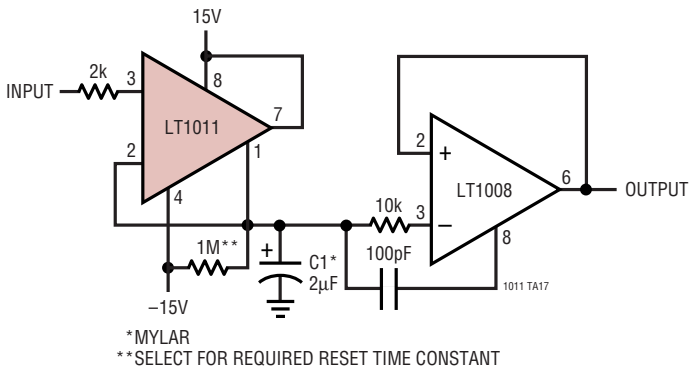 15V
2k
INPUT
3
8
LT1011
7
2
1
4
2
+
6
LT1008
OUTPUT
10k
3
−
8
1M**
+
C1*
2µF
100pF
1011 TA17
–15V
*MYLAR
**SELECT FOR REQUIRED RESET TIME CONSTANT